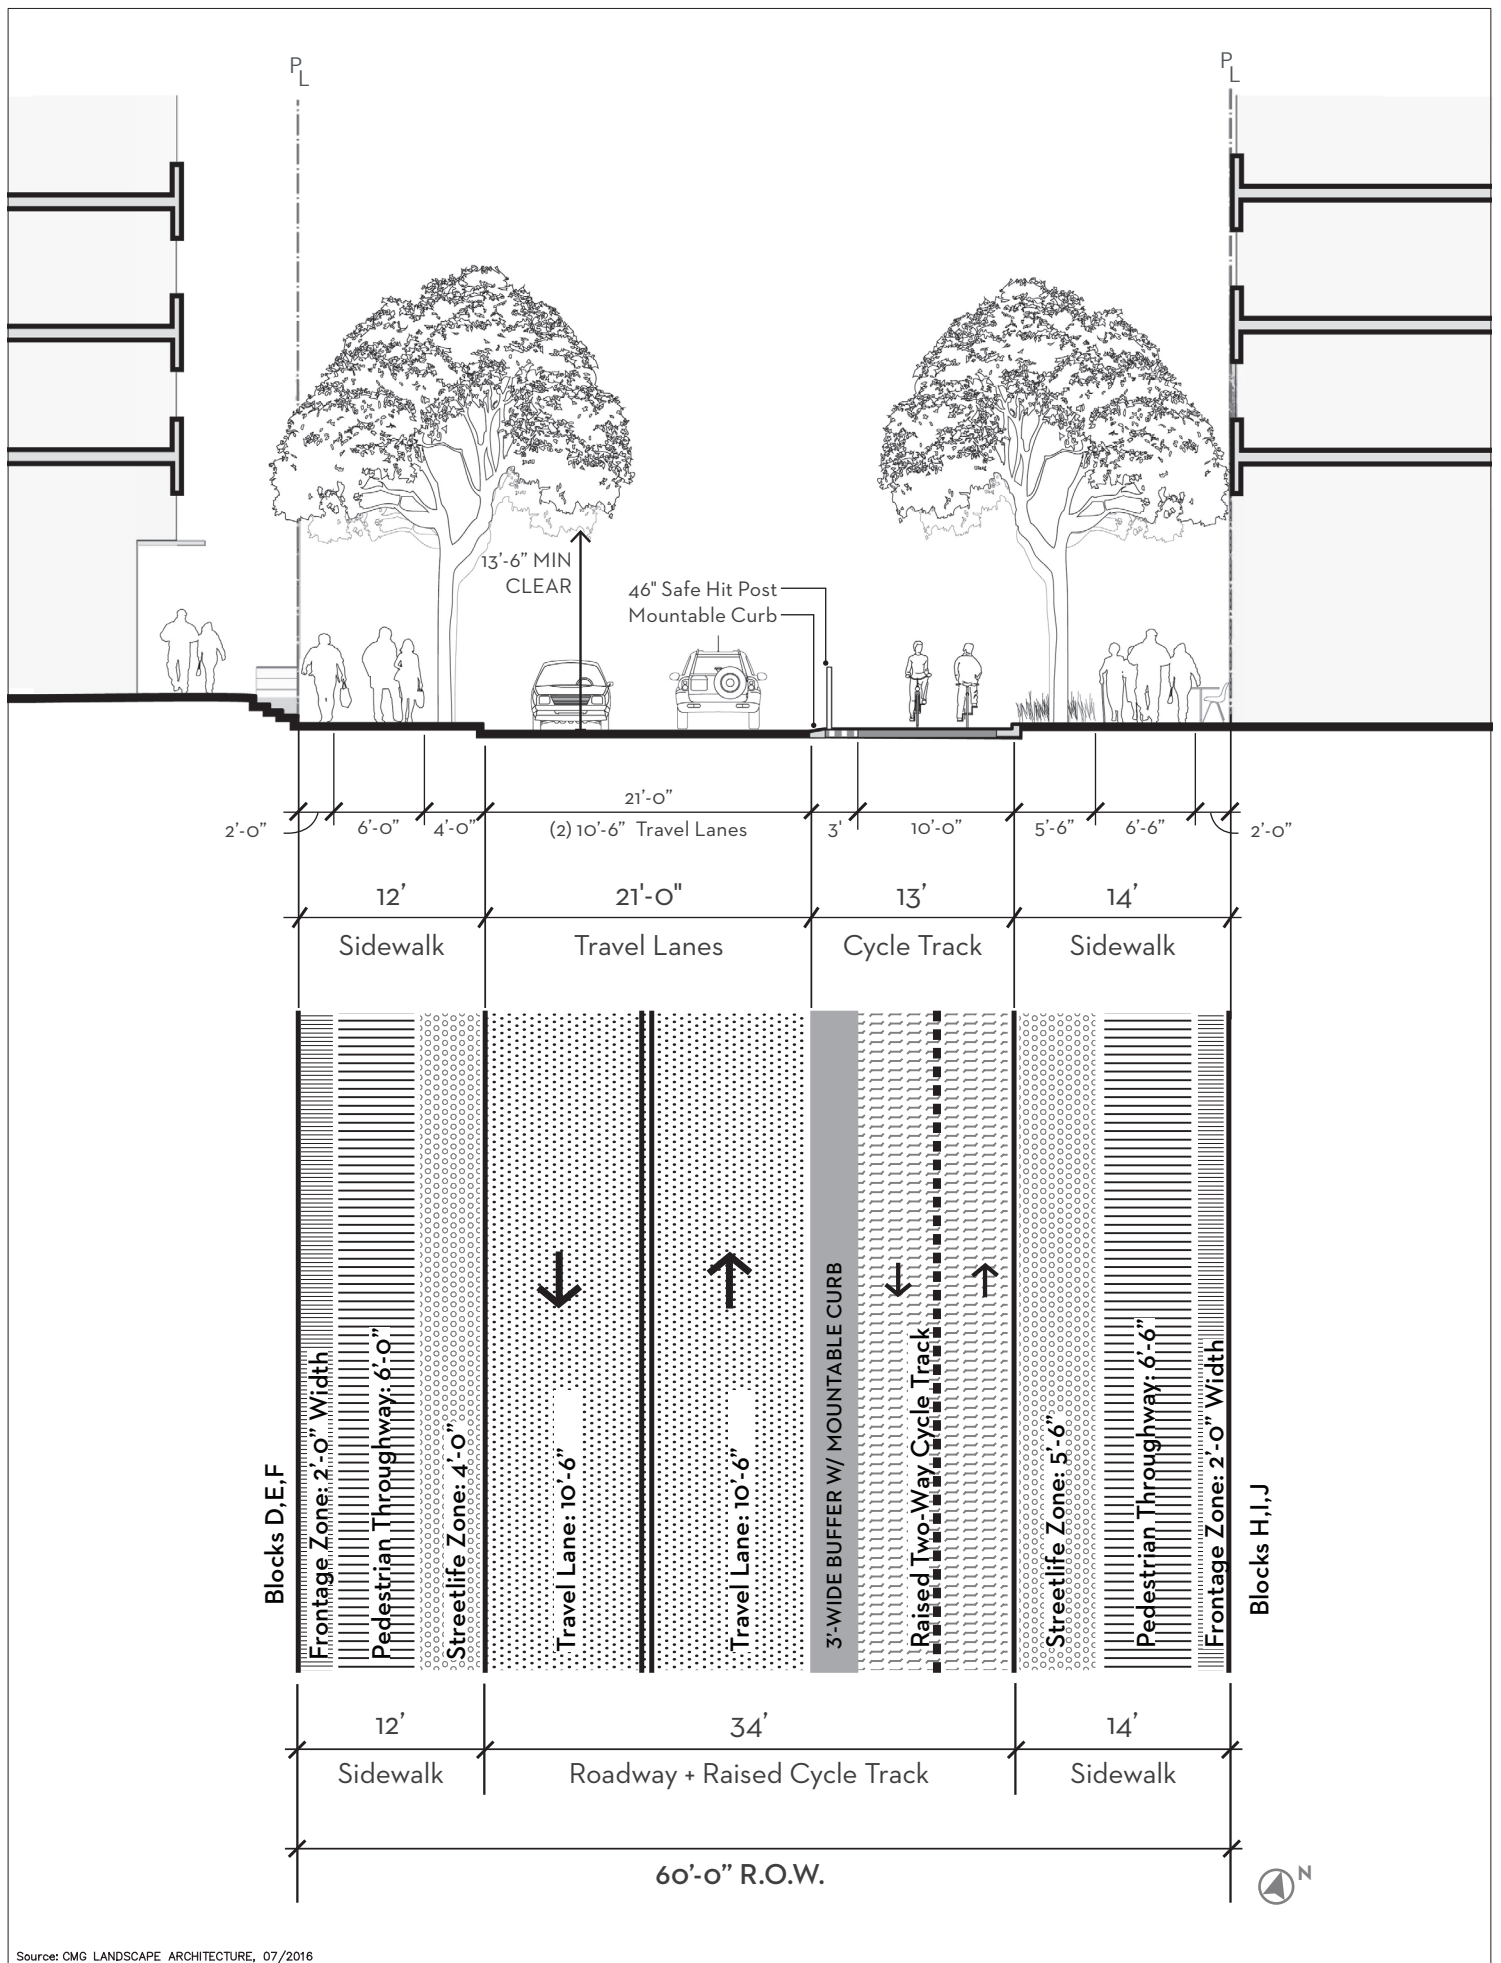 PL
PL
13'-6" MIN
CLEAR
46" Safe Hit Post
Mountable Curb
21'-0"
2'-0"
6'-0"
4'-0"
(2) 10'-6" Travel Lanes
3'
10'-0"
5'-6"
6'-6"
2'-0"
12'
21'-0"
13'
14'
Sidewalk
Travel Lanes
Cycle Track
Sidewalk
Blocks D,E,F
Frontage Zone: 2'-0" Width
Pedestrian Throughway: 6'-0"
Streetlife Zone: 4'-0"
Travel Lane: 10'-6"
Travel Lane: 10'-6"
3'-WIDE BUFFER W/ MOUNTABLE CURB
Raised Two-Way Cycle Track
Streetlife Zone: 5'-6"
Pedestrian Throughway: 6'-6"
Frontage Zone: 2'-0" Width
Blocks H,I,J
12'
34'
14'
Sidewalk
Roadway + Raised Cycle Track
Sidewalk
60'-0" R.O.W.
N
Source: CMG LANDSCAPE ARCHITECTURE, 07/2016